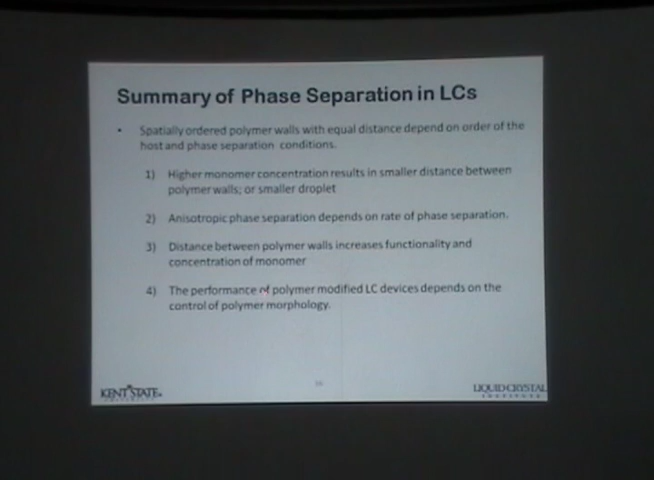 Summary of Phase Separation in LCs
• Spatially ordered polymer walls with equal distance depend on order of the
host and phase separation conditions.
1) Higher monomer concentration results in smaller distance between
polymer walls; or smaller droplet
2) Anisotropic phase separation depends on rate of phase separation.
3) Distance between polymer walls increases functionality and
concentration of monomer
4) The performance of polymer modified LC devices depends on the
control of polymer morphology.
KENT STATE
LIQUID CRYSTAL
INSTITUTE